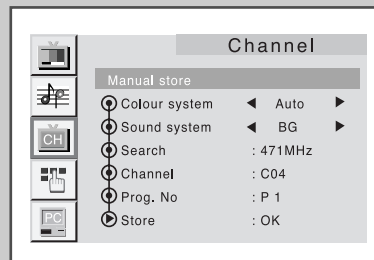 Channel
Manual store
Colour system ◀ Auto ▶
Sound system ◀ BG ▶
Search : 471MHz
CH
Channel : C04
Prog. No : P 1
PC
Store : OK